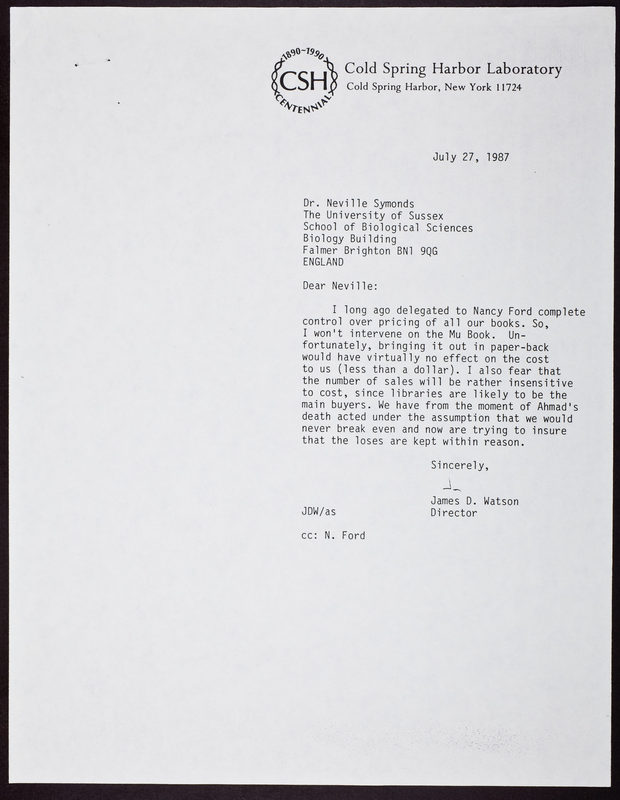 1890-1990
CSH
CENTENNIAL
Cold Spring Harbor Laboratory
Cold Spring Harbor, New York 11724
July 27, 1987
Dr. Neville Symonds
The University of Sussex
School of Biological Sciences
Biology Building
Falmer Brighton BN1 9QG
ENGLAND
Dear Neville:
I long ago delegated to Nancy Ford complete
control over pricing of all our books. So,
I won't intervene on the Mu Book. Un-
fortunately, bringing it out in paper-back
would have virtually no effect on the cost
to us (less than a dollar). I also fear that
the number of sales will be rather insensitive
to cost, since libraries are likely to be the
main buyers. We have from the moment of Ahmad's
death acted under the assumption that we would
never break even and now are trying to insure
that the loses are kept within reason.
Sincerely,
James D. Watson
JDW/as Director
cc: N. Ford